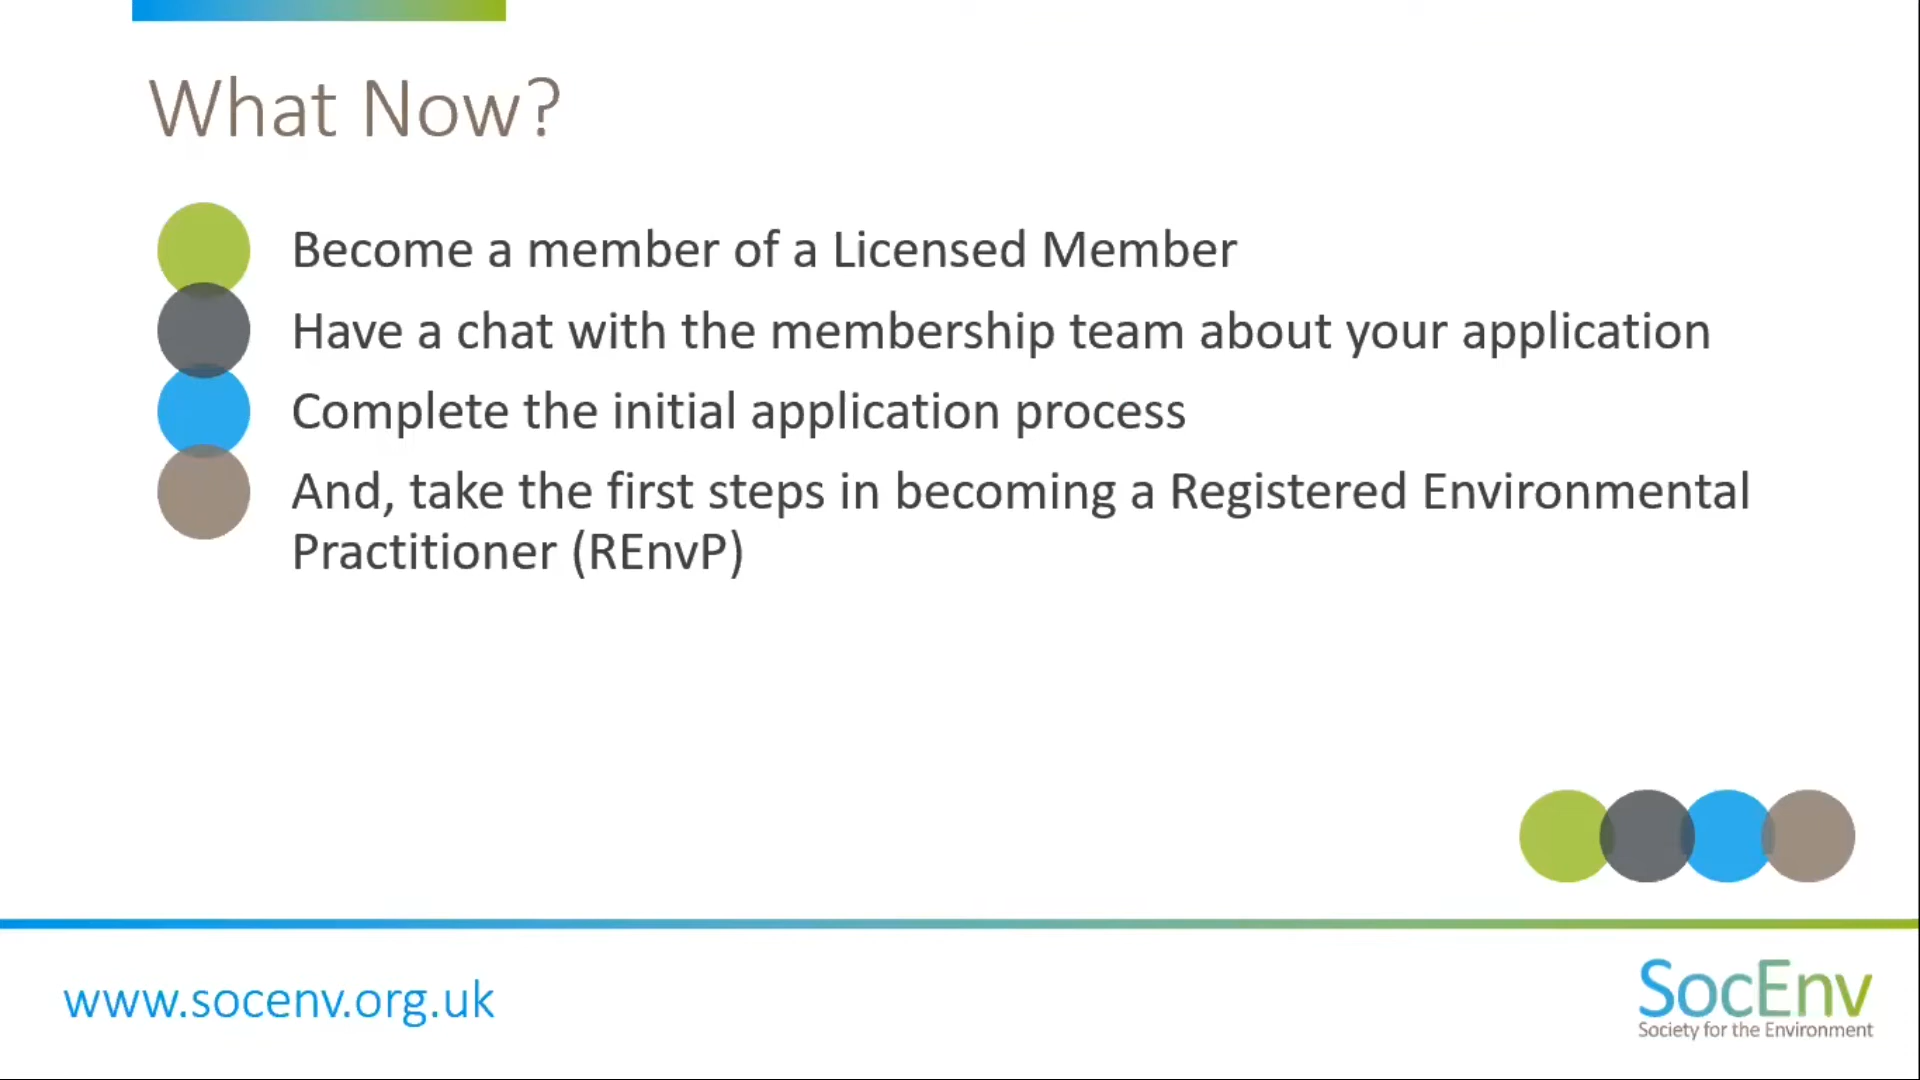 What Now?
Become a member of a Licensed Member
Have a chat with the membership team about your application
Complete the initial application process
And, take the first steps in becoming a Registered Environmental
Practitioner (REnvP)
www.socenv.org.uk
SocEnv
Society for the Environment